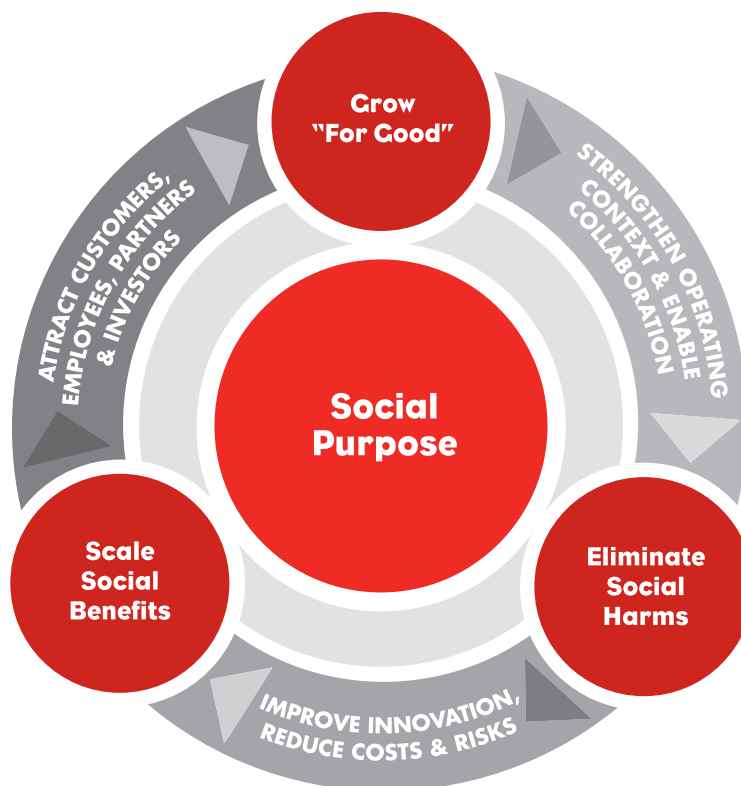 Grow
"For Good"
STRENGTHEN OPERATING
CONTEXT & ENABLE
COLLABORATION
ATTRACT CUSTOMERS,
EMPLOYEES, PARTNERS
& INVESTORS
Social
Purpose
Scale
Social
Benefits
Eliminate
Social
Harms
IMPROVE INNOVATION,
REDUCE COSTS & RISKS